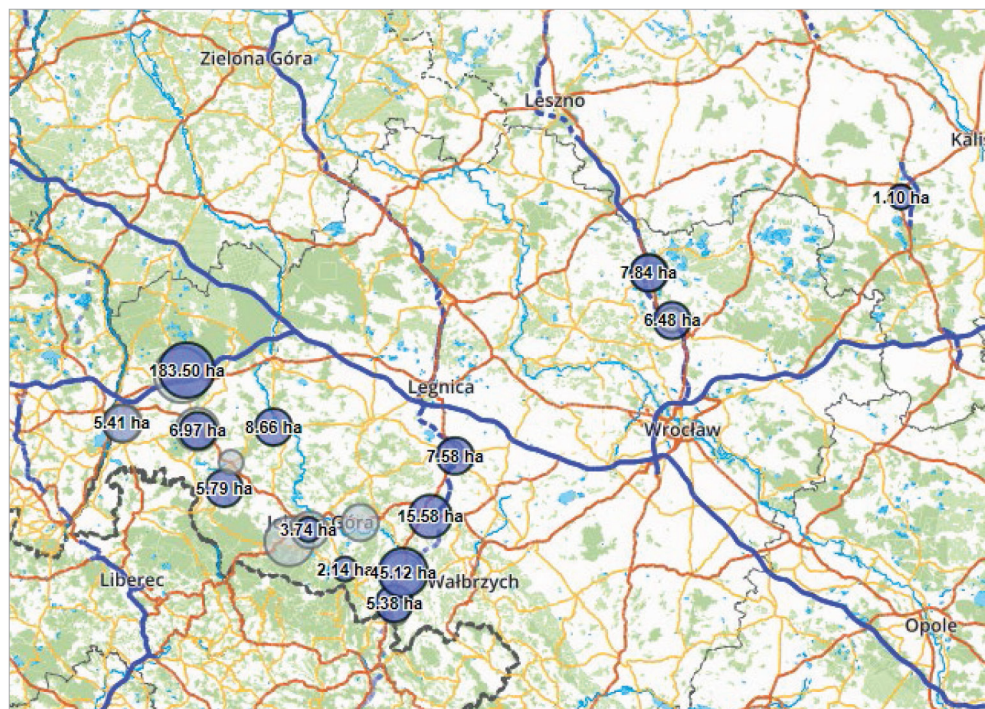 Zielona Góra
Leszno
Kalis
1.10 ha
7.84 ha
6.48 ha
183.50 ha
Legnica
5.41 ha
6.97 ha
8.66 ha
Wrocław
7.58 ha
5.79 ha
15.58 ha
3.74 ha
Góra
2.14 ha
45.12 ha
Wałbrzych
Liberec
5.38 ha
Opole